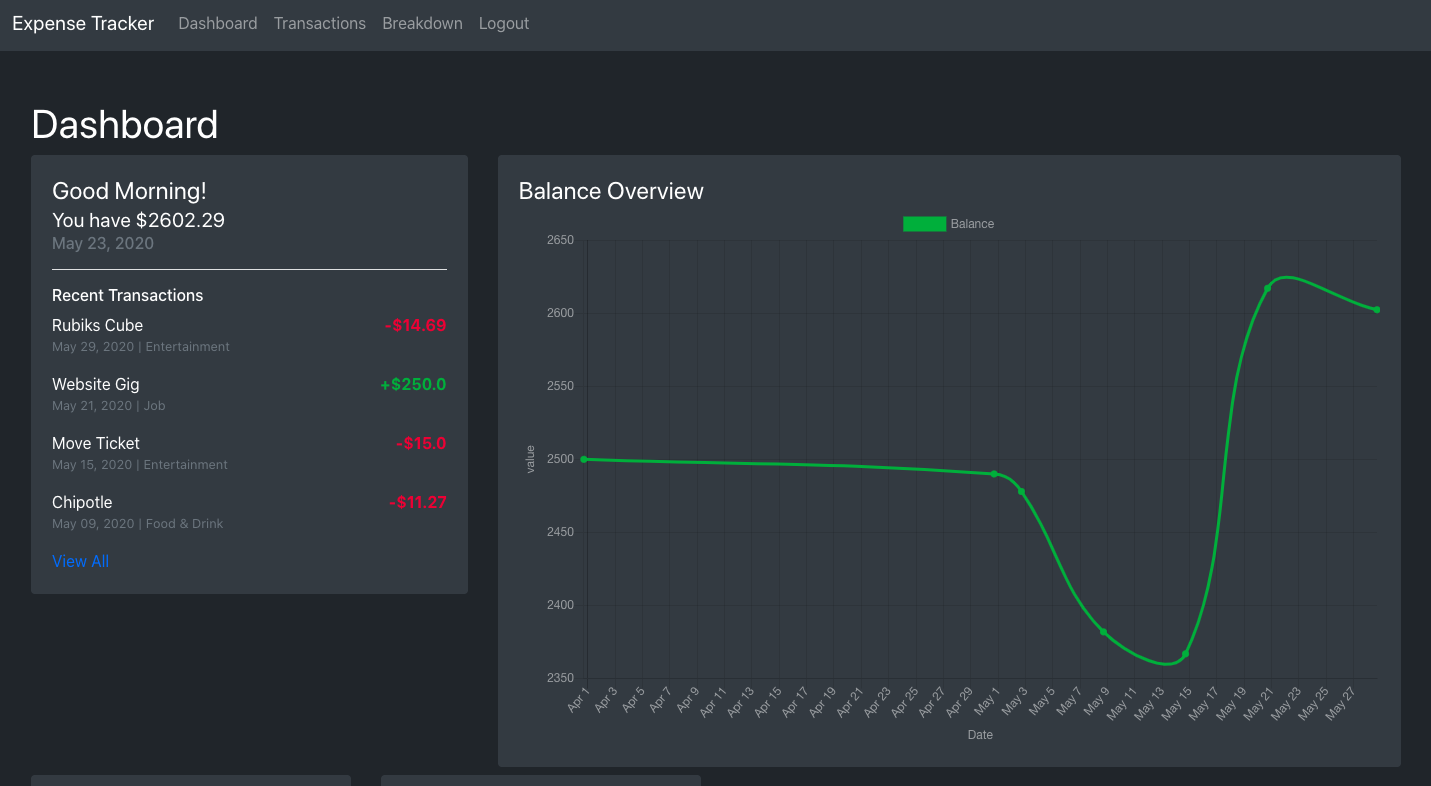 Expense Tracker Dashboard Transactions Breakdown Logout
Dashboard
Good Morning!
You have $2602.29
May 23, 2020
Recent Transactions
Rubiks Cube -$14.69
May 29, 2020 | Entertainment
Website Gig +$250.0
May 21, 2020 | Job
Move Ticket -$15.0
May 15, 2020 | Entertainment
Chipotle -$11.27
May 09, 2020 | Food & Drink
View All
Balance Overview
Balance
2650
2600
2550
2500
2450
2400
2350
value
Apr 1 Apr 3 Apr 5 Apr 7 Apr 9 Apr 11 Apr 13 Apr 15 Apr 17 Apr 19 Apr 21 Apr 23 Apr 25 Apr 27 Apr 29 May 1 May 3 May 5 May 7 May 9 May 11 May 13 May 15 May 17 May 19 May 21 May 23 May 25 May 27
Date